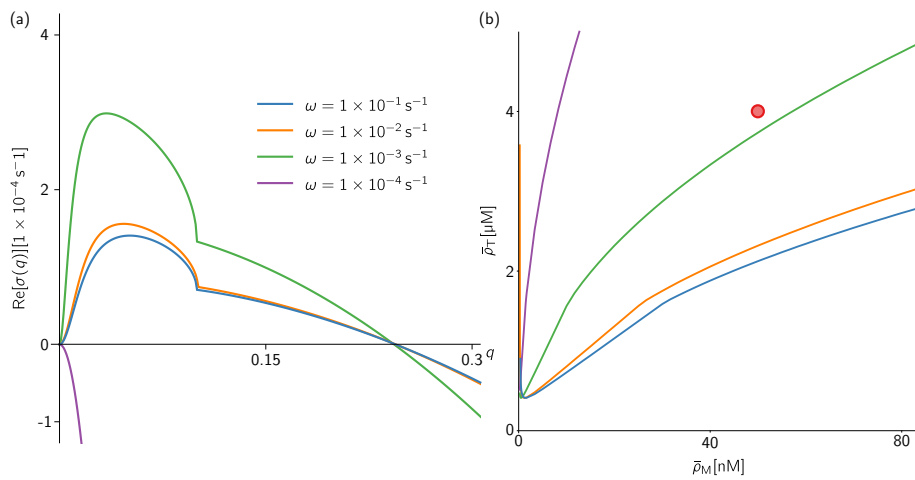 (a)
(b)
4
2
0
-1
0.15
0.3
q
Re[σ(q)][1 × 10⁻⁴ s−1]
ω = 1 × 10⁻¹ s⁻¹
ω = 1 × 10⁻² s⁻¹
ω = 1 × 10⁻³ s⁻¹
ω = 1 × 10⁻⁴ s⁻¹
4
2
0
ρ̄_T[µM]
0
40
80
ρ̄_M[nM]